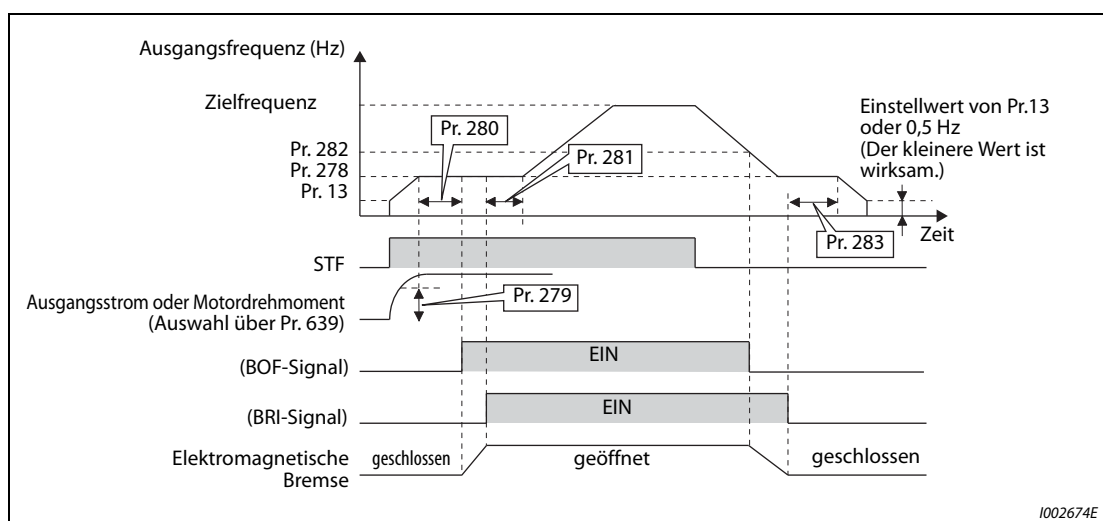 Ausgangsfrequenz (Hz)
Zielfrequenz
Pr. 282
Pr. 278
Pr. 13
Pr. 280
Pr. 281
Einstellwert von Pr.13
oder 0,5 Hz
(Der kleinere Wert ist
wirksam.)
Pr. 283
Zeit
STF
Ausgangsstrom oder Motordrehmoment
(Auswahl über Pr. 639)
Pr. 279
(BOF-Signal)
EIN
(BRI-Signal)
EIN
Elektromagnetische
Bremse
geschlossen
geöffnet
geschlossen
I002674E